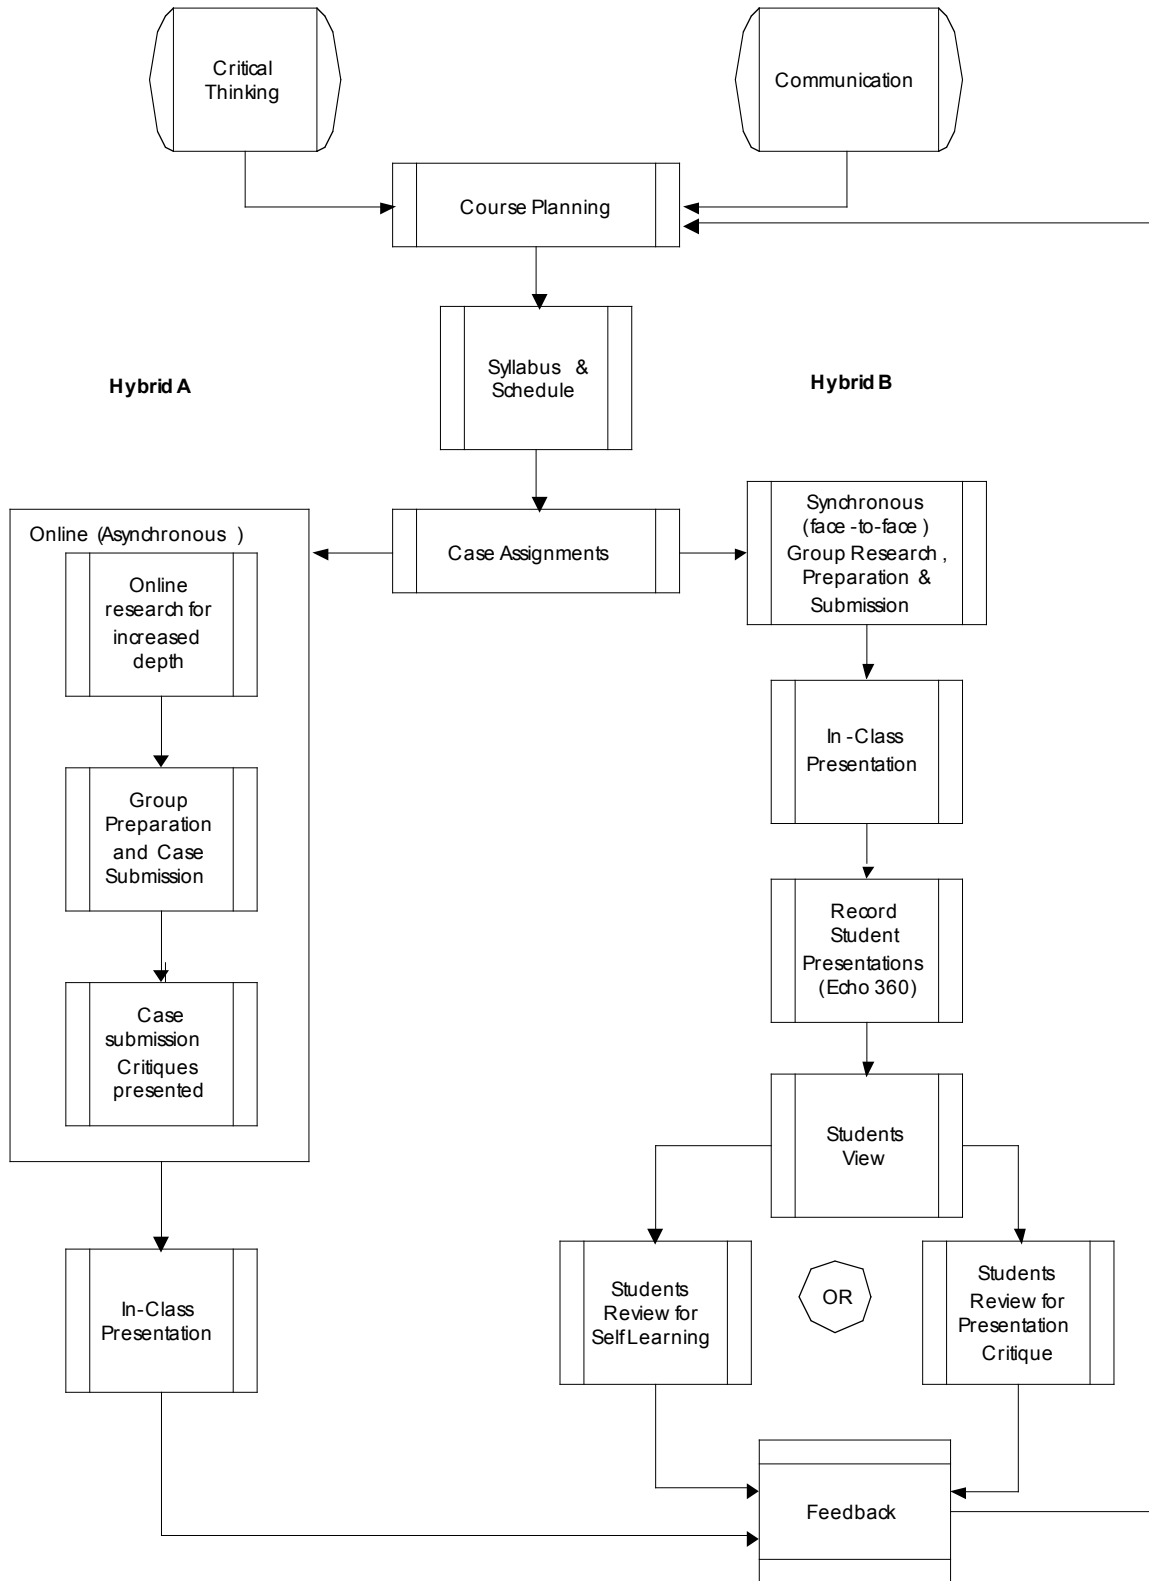 Critical
Thinking
Communication
Course Planning
Syllabus &
Schedule
Hybrid A
Hybrid B
Case Assignments
Online (Asynchronous )
Online
research for
increased
depth
Group
Preparation
and Case
Submission
Case
submission
Critiques
presented
In-Class
Presentation
Synchronous
(face -to-face )
Group Research ,
Preparation &
Submission
In -Class
Presentation
Record
Student
Presentations
(Echo 360)
Students
View
Students
Review for
Self Learning
OR
Students
Review for
Presentation
Critique
Feedback